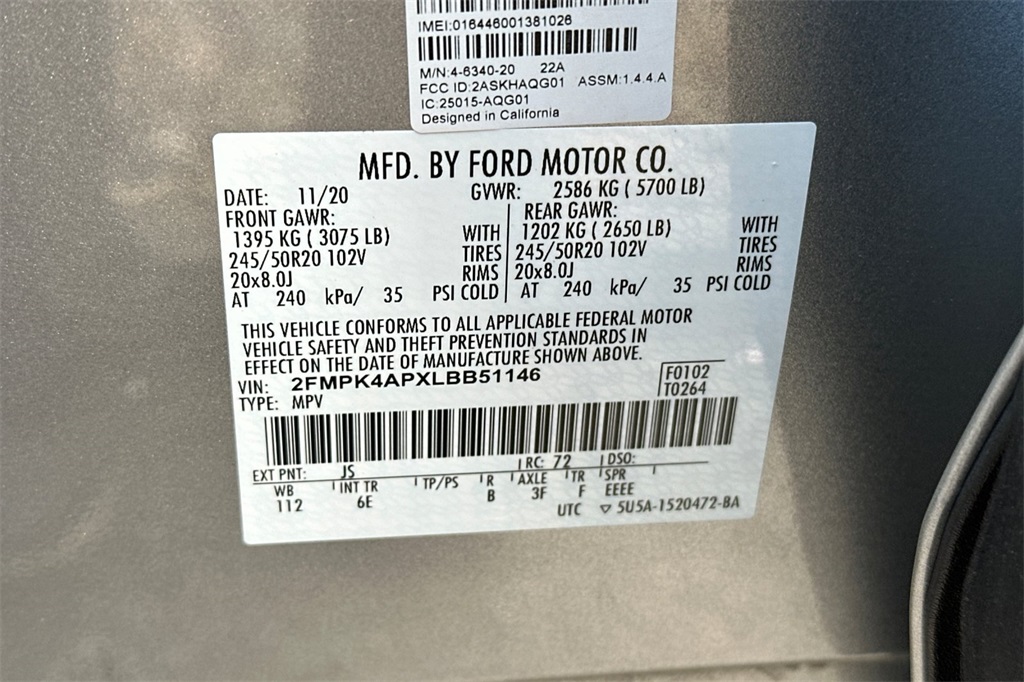 IMEI:016446001381026
M/N:4-6340-20 22A
FCC ID:2ASKHAQG01 ASSM:1.4.4.A
IC:25015-AQG01
Designed in California
MFD. BY FORD MOTOR CO.
DATE: 11/20 GVWR: 2586 KG ( 5700 LB)
FRONT GAWR: REAR GAWR:
1395 KG ( 3075 LB) WITH 1202 KG ( 2650 LB) WITH
245/50R20 102V TIRES 245/50R20 102V TIRES
20x8.0J RIMS 20x8.0J RIMS
AT 240 kPa/ 35 PSI COLD AT 240 kPa/ 35 PSI COLD
THIS VEHICLE CONFORMS TO ALL APPLICABLE FEDERAL MOTOR
VEHICLE SAFETY AND THEFT PREVENTION STANDARDS IN
EFFECT ON THE DATE OF MANUFACTURE SHOWN ABOVE.
VIN: 2FMPK4APXLBB51146 F0102
TYPE: MPV T0264
EXT PNT: JS RC: 72 DSO:
WB INT TR TP/PS R AXLE TR SPR
112 6E B 3F F EEEE
UTC ▽ 5U5A-1520472-BA